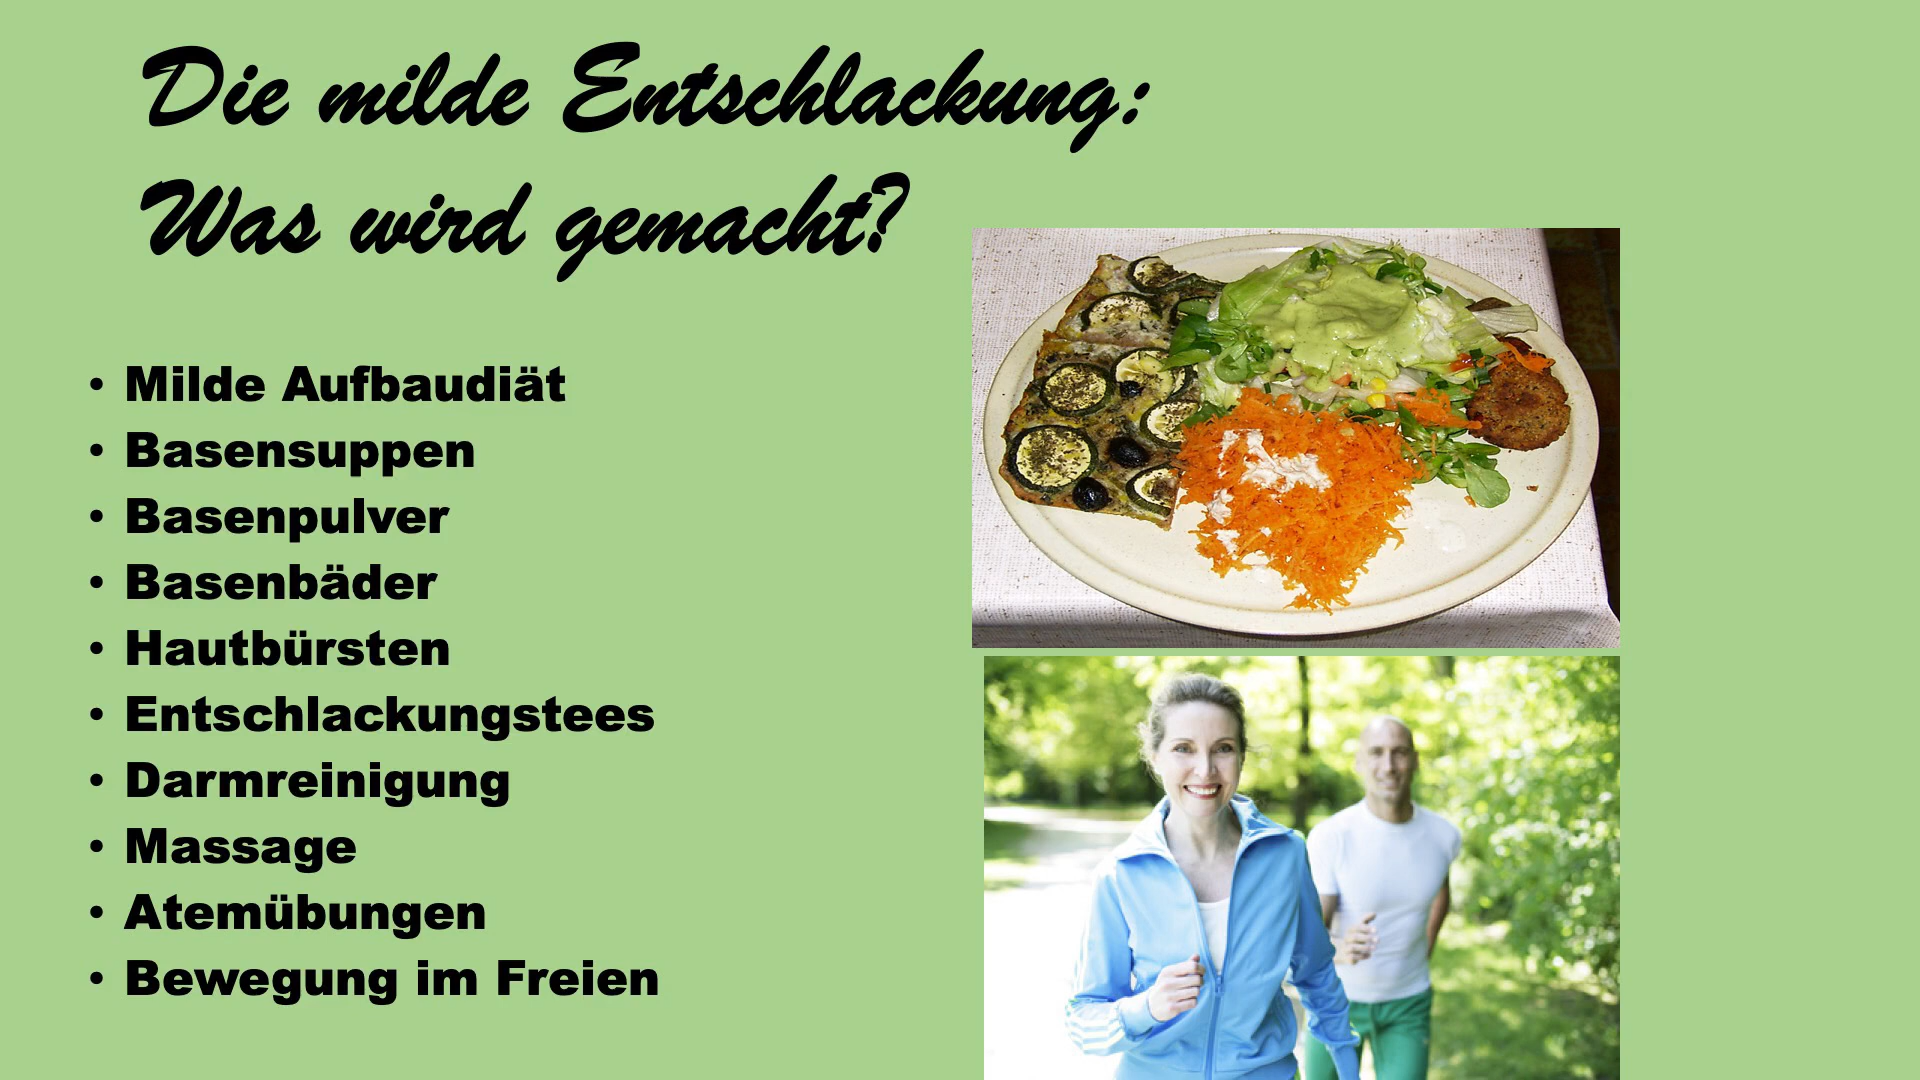 Die milde Entschlackung:
Was wird gemacht?
• Milde Aufbaudiät
• Basensuppen
• Basenpulver
• Basenbäder
• Hautbürsten
• Entschlackungstees
• Darmreinigung
• Massage
• Atemübungen
• Bewegung im Freien